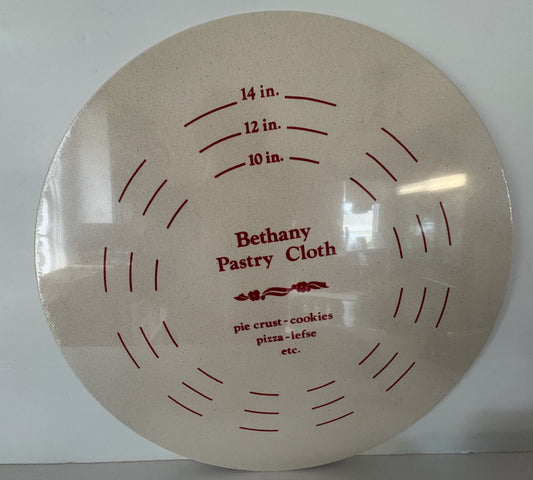 14 in.
12 in.
10 in.
Bethany
Pastry Cloth
pie crust-cookies
pizza-lefse
etc.